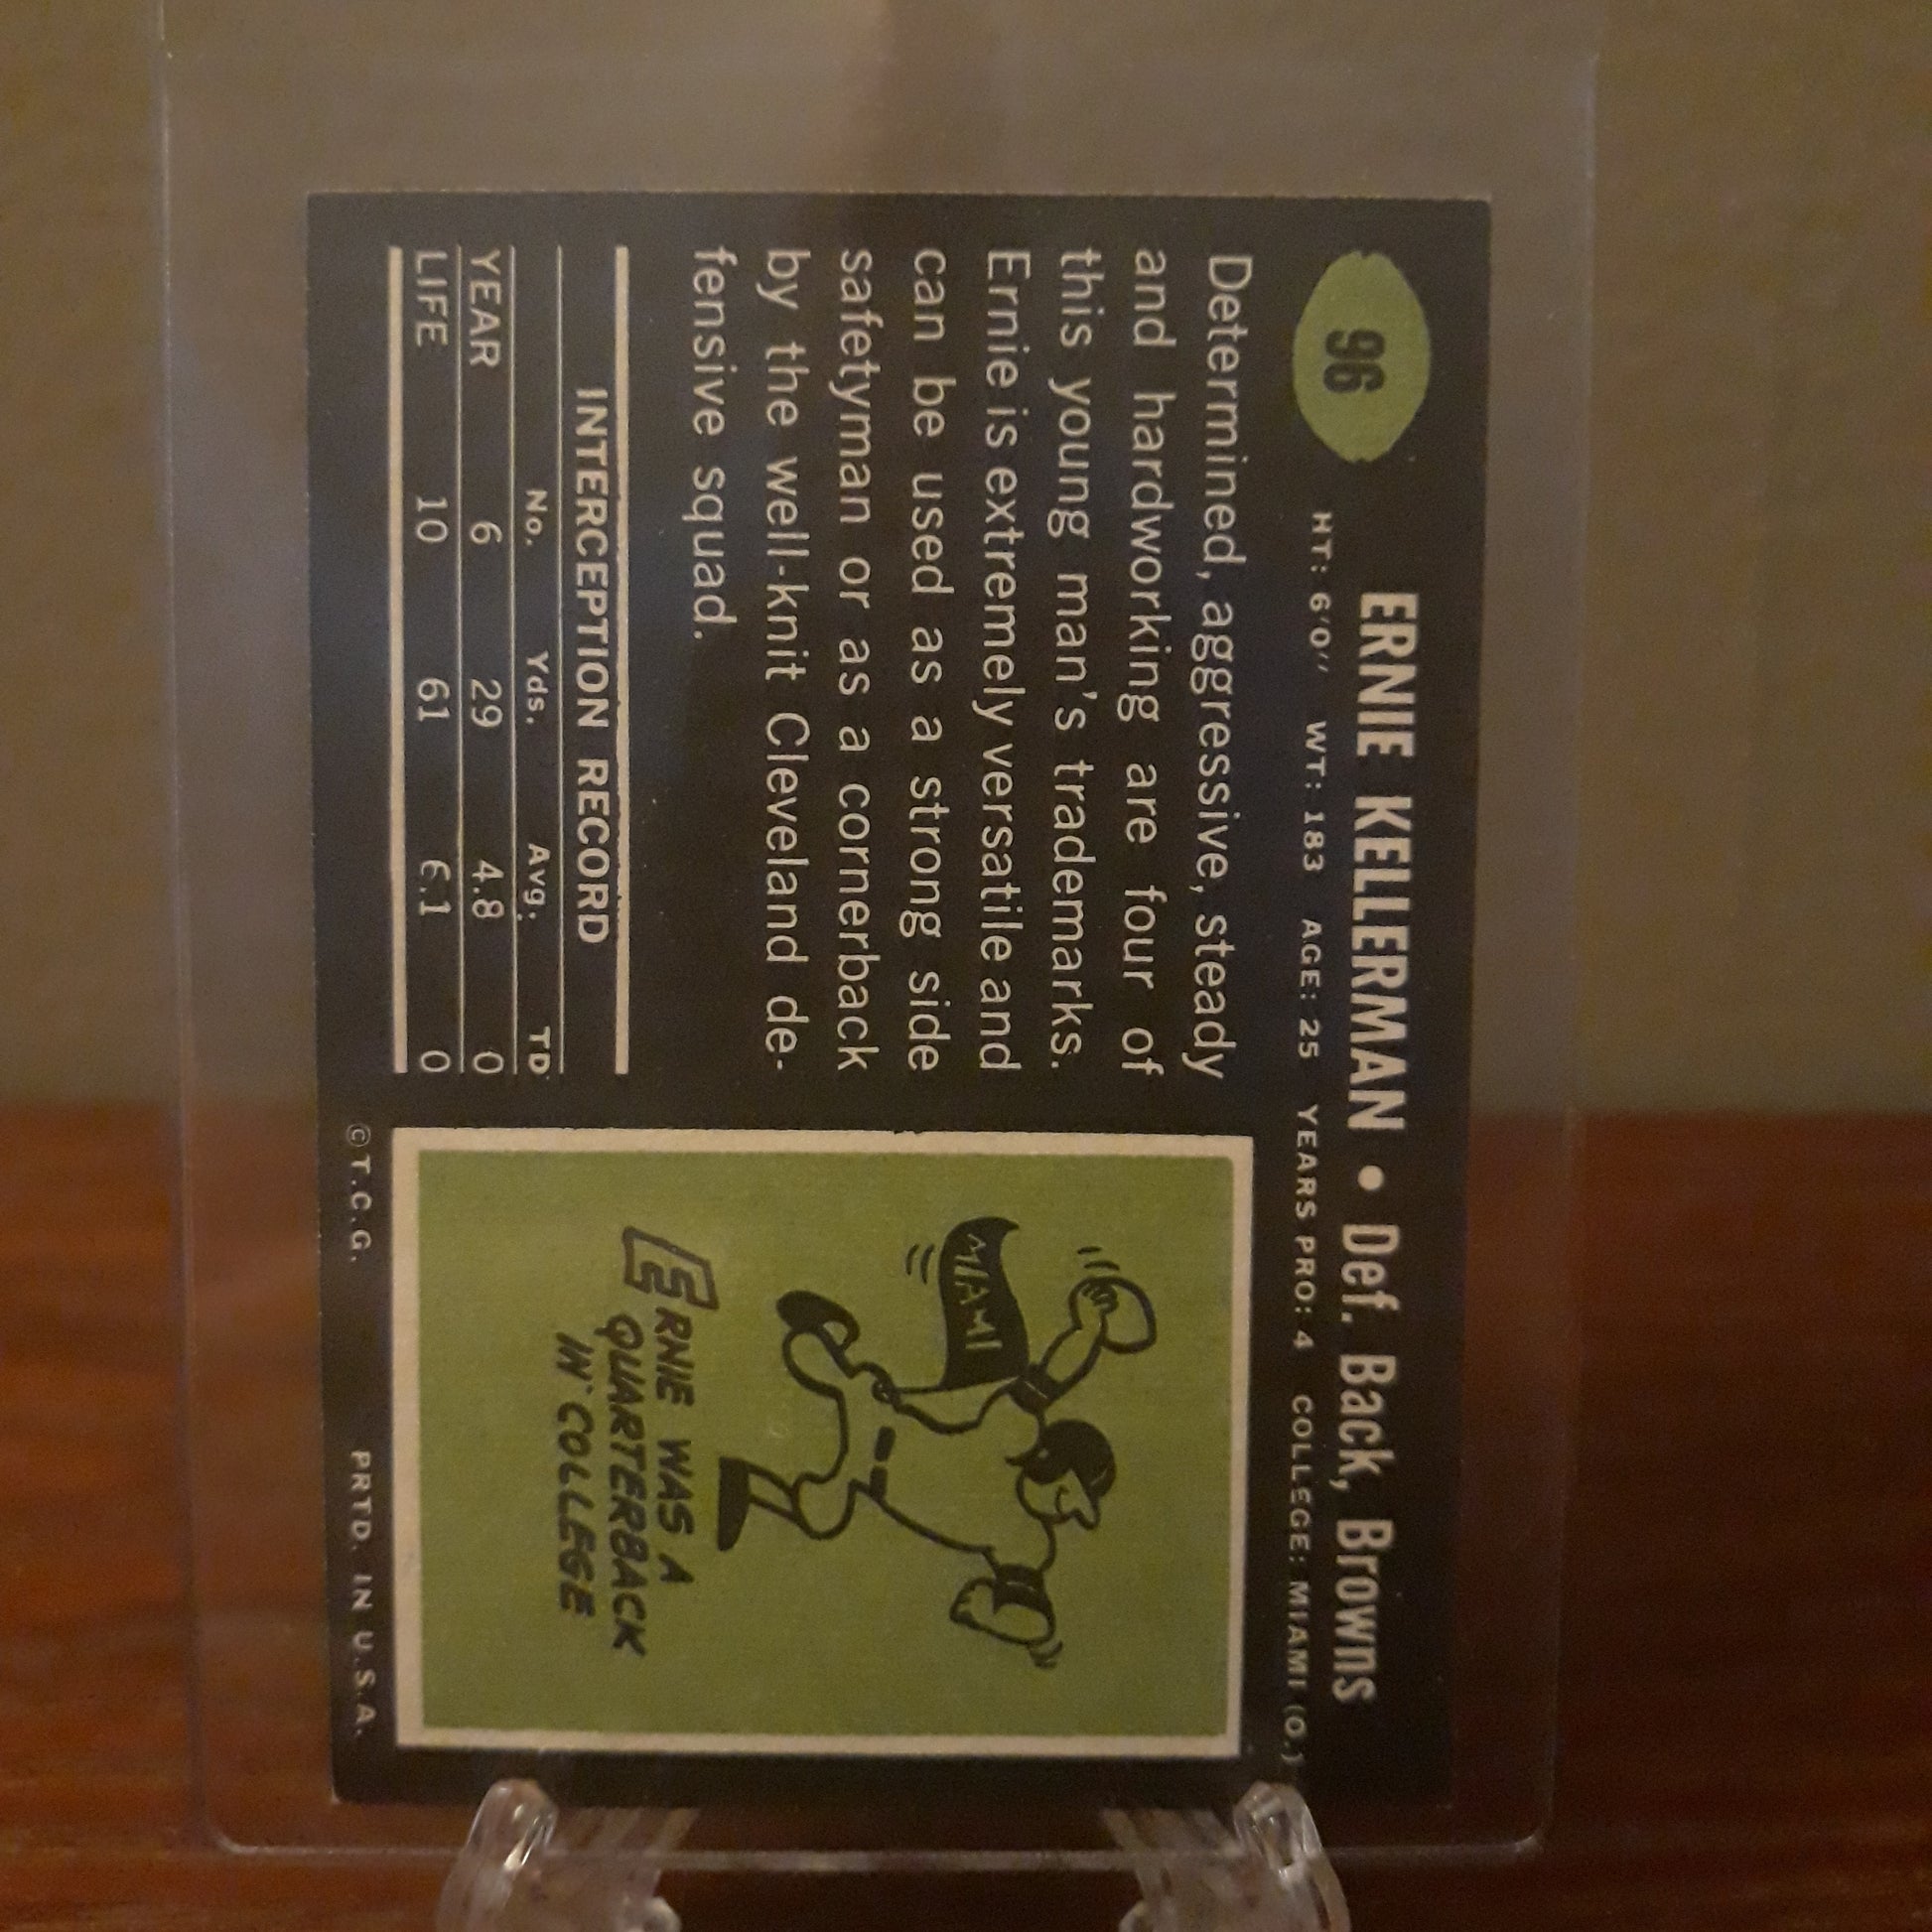 96
ERNIE KELLERMAN • Def. Back, Browns
HT: 6'0" WT: 183 AGE: 25 YEARS PRO: 4 COLLEGE: MIAMI (O.)
Determined, aggressive, steady
and hardworking are four of
this young man's trademarks.
Ernie is extremely versatile and
can be used as a strong side
safetyman or as a cornerback
by the well-knit Cleveland de-
fensive squad.
INTERCEPTION RECORD
No. Yds. Avg. TD
YEAR 6 29 4.8 0
LIFE 10 61 6.1 0
MIAMI
ERNIE WAS A
QUARTERBACK
IN COLLEGE
©T.C.G. PRTD. IN U.S.A.